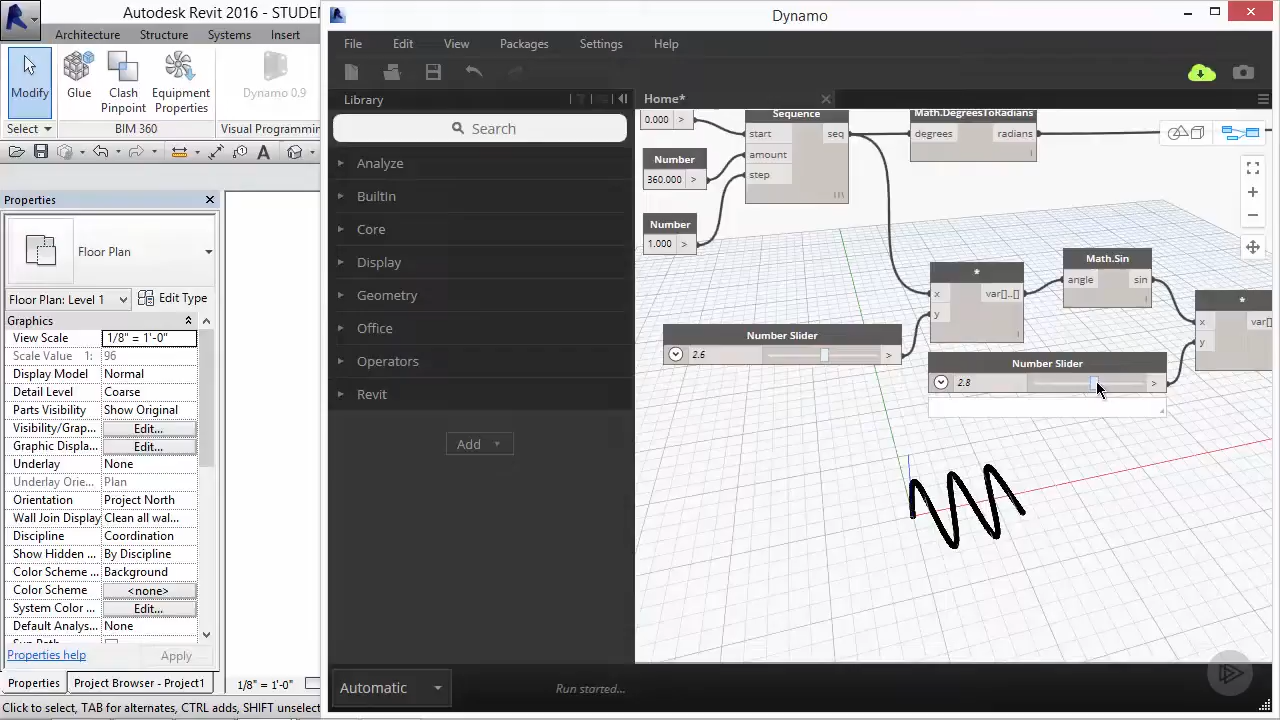 Autodesk Revit 2016 - STUDEN
Dynamo
Architecture Structure Systems Insert
File Edit View Packages Settings Help
Modify
Glue
Clash Pinpoint
Equipment Properties
Dynamo 0.9
Select
BIM 360
Visual Programmin
Library
Home*
Search
Analyze
BuiltIn
Core
Display
Geometry
Office
Operators
Revit
Add
Properties
Floor Plan
Floor Plan: Level 1
Edit Type
Graphics
View Scale 1/8" = 1'-0"
Scale Value 1: 96
Display Model Normal
Detail Level Coarse
Parts Visibility Show Original
Visibility/Grap... Edit...
Graphic Displa... Edit...
Underlay None
Underlay Orie... Plan
Orientation Project North
Wall Join Display Clean all wal...
Discipline Coordination
Show Hidden ... By Discipline
Color Scheme ... Background
Color Scheme <none>
System Color ... Edit...
Default Analys... None
Sun Path
Properties help
Apply
Properties
Project Browser - Project1
1/8" = 1'-0"
Click to select, TAB for alternates, CTRL adds, SHIFT unselect
0.000 >
Number
360.000 >
Number
1.000 >
Sequence
start seq
amount
step
Math.DegreesToRadians
degrees radians
*
x var[]..[]
y
Math.Sin
angle sin
*
x var[]
y
Number Slider
2.6 >
Number Slider
2.8 >
Automatic
Run started...